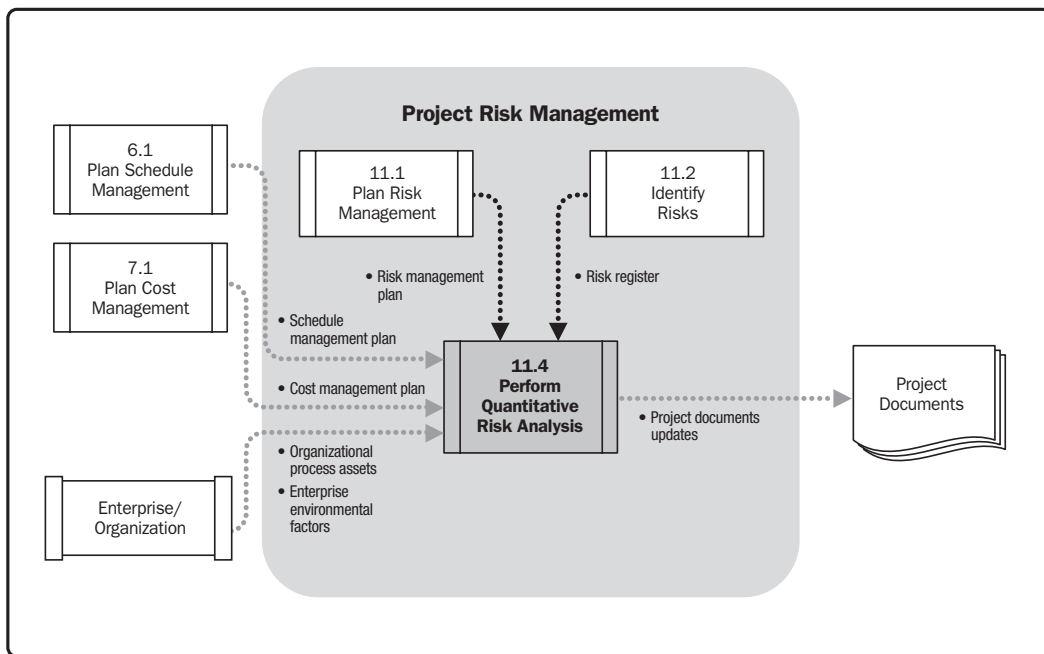 Project Risk Management
6.1
Plan Schedule
Management
11.1
Plan Risk
Management
11.2
Identify
Risks
7.1
Plan Cost
Management
• Risk management
plan
• Risk register
• Schedule
management plan
• Cost management plan
11.4
Perform
Quantitative
Risk Analysis
• Project documents
updates
Project
Documents
• Organizational
process assets
• Enterprise
environmental
factors
Enterprise/
Organization